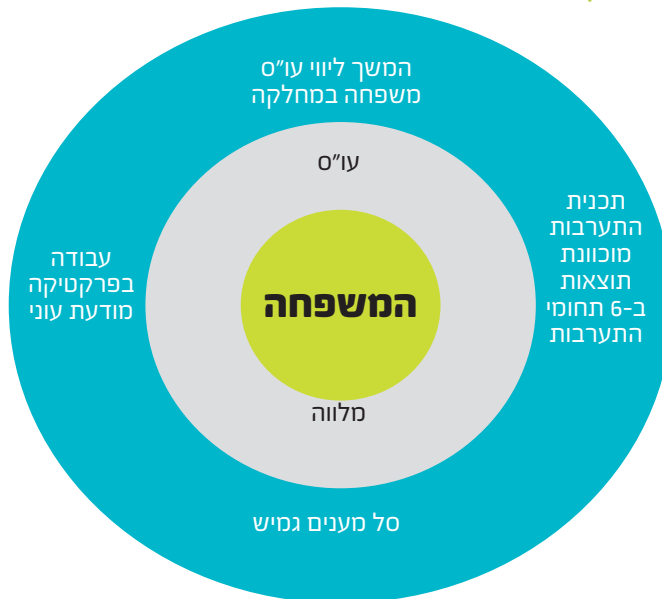 המשך ליווי עו"ס
משפחה במחלקה
עו"ס
תכנית
התערבות
מוכוונת
תוצאות
ב-6 תחומי
התערבות
עבודה
בפרקטיקה
מודעת עוני
המשפחה
מלווה
סל מענים גמיש